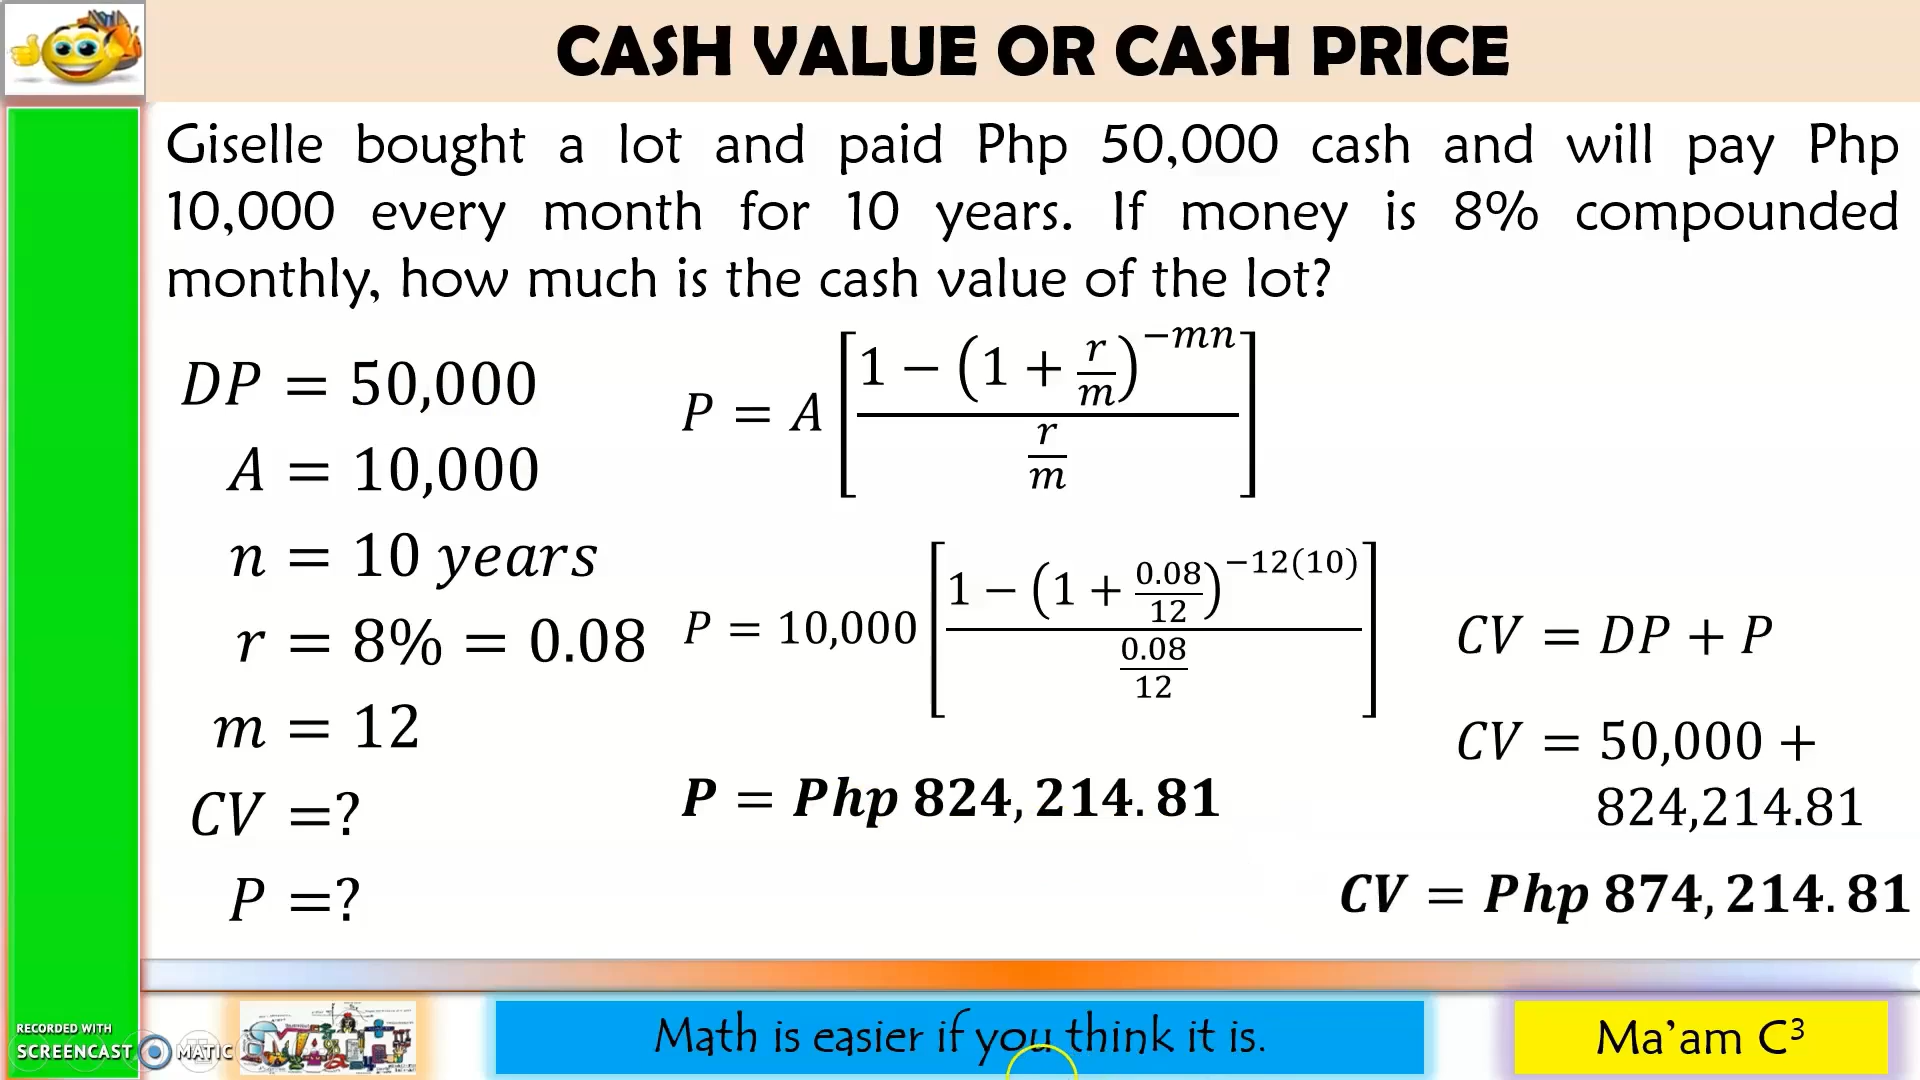 CASH VALUE OR CASH PRICE
Giselle bought a lot and paid Php 50,000 cash and will pay Php
10,000 every month for 10 years. If money is 8% compounded
monthly, how much is the cash value of the lot?
DP = 50,000
A = 10,000
n = 10 years
r = 8% = 0.08
m = 12
CV =?
P =?
P = A [ (1 − (1 + r/m)^(−mn)) / (r/m) ]
P = 10,000 [ (1 − (1 + 0.08/12)^(−12(10))) / (0.08/12) ]
P = Php 824,214.81
CV = DP + P
CV = 50,000 +
824,214.81
CV = Php 874,214.81
RECORDED WITH
SCREENCAST MATIC
MATH
Math is easier if you think it is.
Ma'am C³